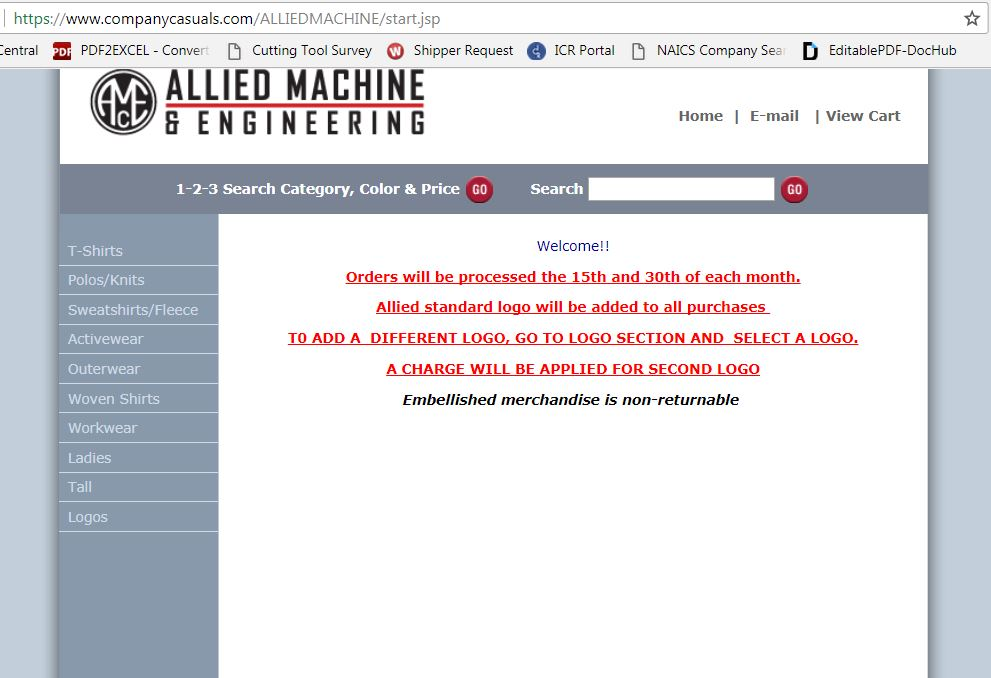 https://www.companycasuals.com/ALLIEDMACHINE/start.jsp
Central PDF PDF2EXCEL - Convert Cutting Tool Survey W Shipper Request ICR Portal NAICS Company Sear EditablePDF-DocHub
AMEC
ALLIED MACHINE
& ENGINEERING
Home | E-mail | View Cart
1-2-3 Search Category, Color & Price GO Search GO
T-Shirts
Polos/Knits
Sweatshirts/Fleece
Activewear
Outerwear
Woven Shirts
Workwear
Ladies
Tall
Logos
Welcome!!
Orders will be processed the 15th and 30th of each month.
Allied standard logo will be added to all purchases
T0 ADD A DIFFERENT LOGO, GO TO LOGO SECTION AND SELECT A LOGO.
A CHARGE WILL BE APPLIED FOR SECOND LOGO
Embellished merchandise is non-returnable